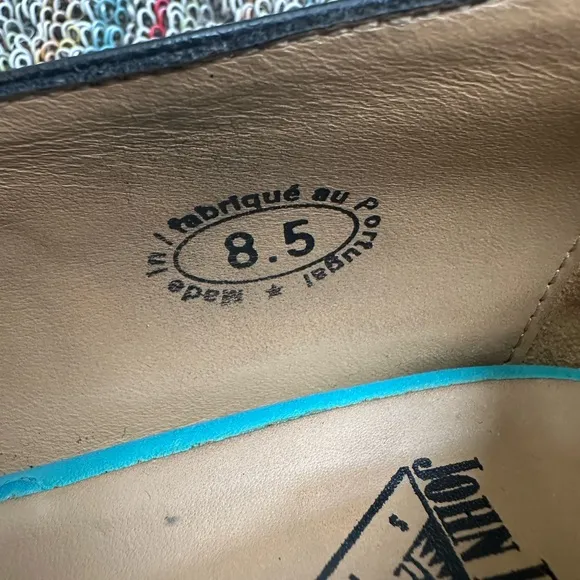 Made in / fabriqué au Portugal ★
8.5
JOHN